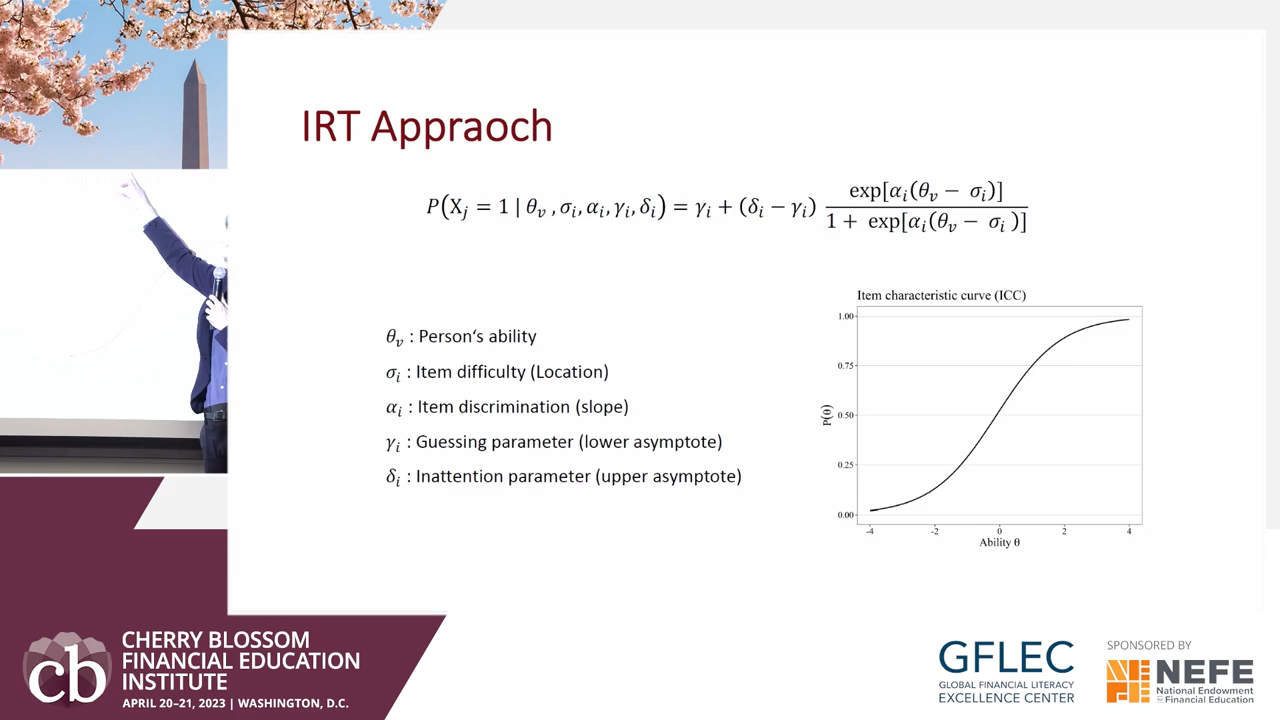 IRT Appraoch
P(X_j = 1 | θ_v , σ_i, α_i, γ_i, δ_i) = γ_i + (δ_i − γ_i) exp[α_i(θ_v − σ_i)] / 1 + exp[α_i(θ_v − σ_i )]
θ_v : Person‘s ability
σ_i : Item difficulty (Location)
α_i : Item discrimination (slope)
γ_i : Guessing parameter (lower asymptote)
δ_i : Inattention parameter (upper asymptote)
Item characteristic curve (ICC)
1.00
0.75
0.50
0.25
0.00
P(θ)
-4 -2 0 2 4
Ability θ
cb
CHERRY BLOSSOM
FINANCIAL EDUCATION
INSTITUTE
APRIL 20–21, 2023 | WASHINGTON, D.C.
GFLEC
GLOBAL FINANCIAL LITERACY
EXCELLENCE CENTER
SPONSORED BY
NEFE
National Endowment
for Financial Education